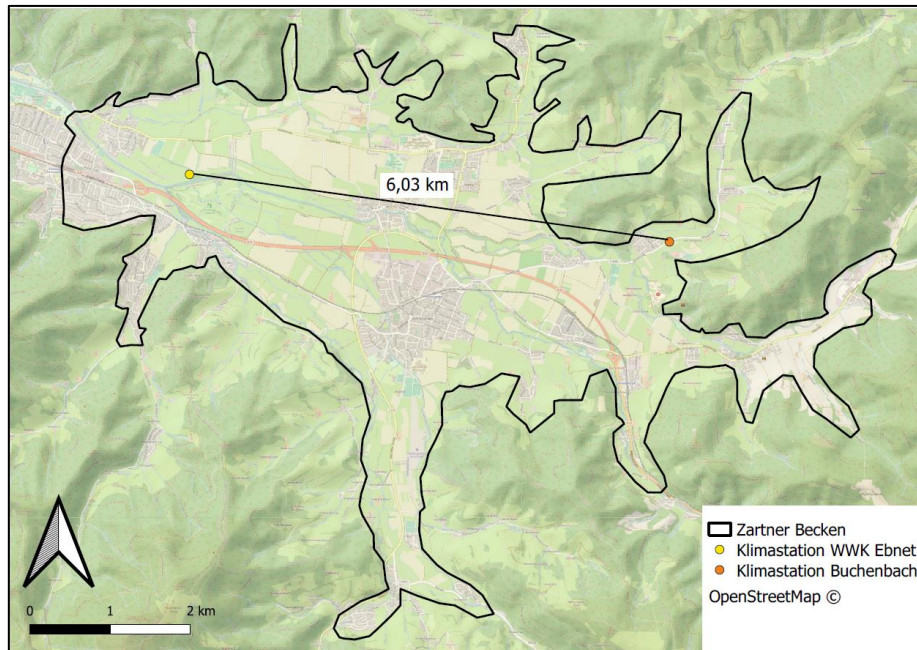 6,03 km
0 1 2 km
Zartner Becken
Klimastation WWK Ebnet
Klimastation Buchenbach
OpenStreetMap ©